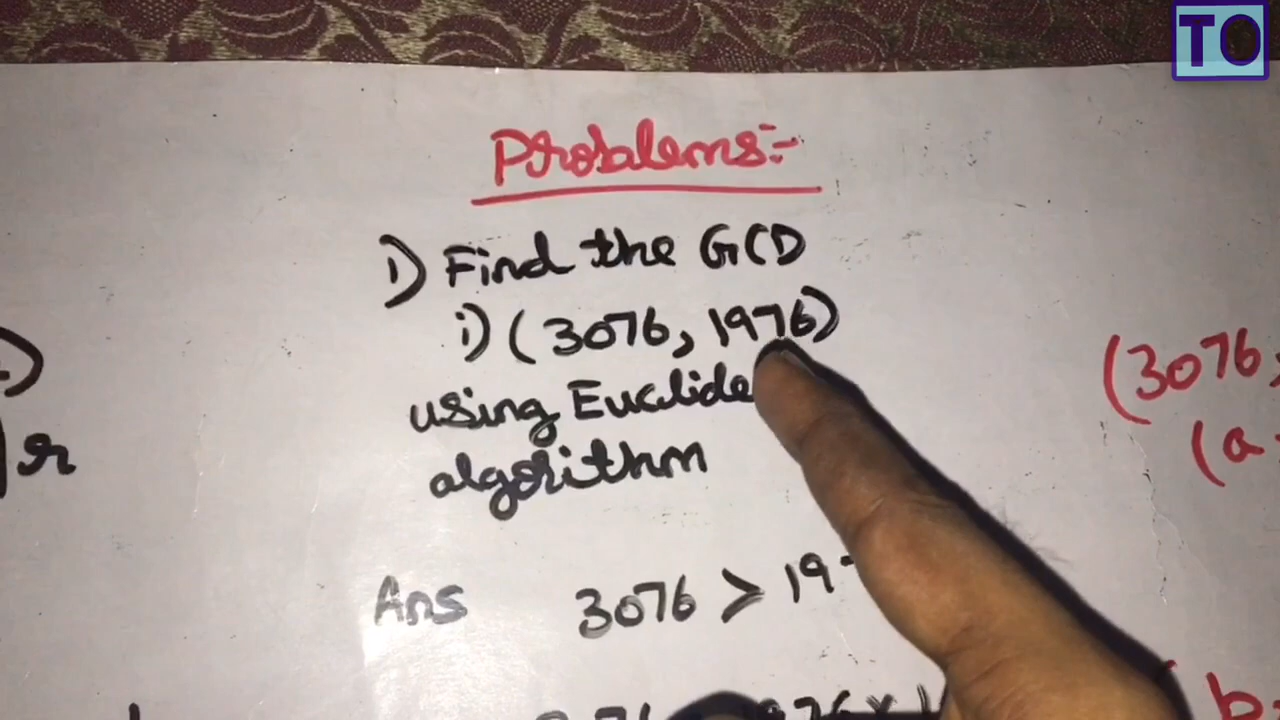 TO
Problems:-
1) Find the GCD
i) (3076, 1976)
using Euclide
algorithm
(3076,
(a
r
Ans 3076 > 19